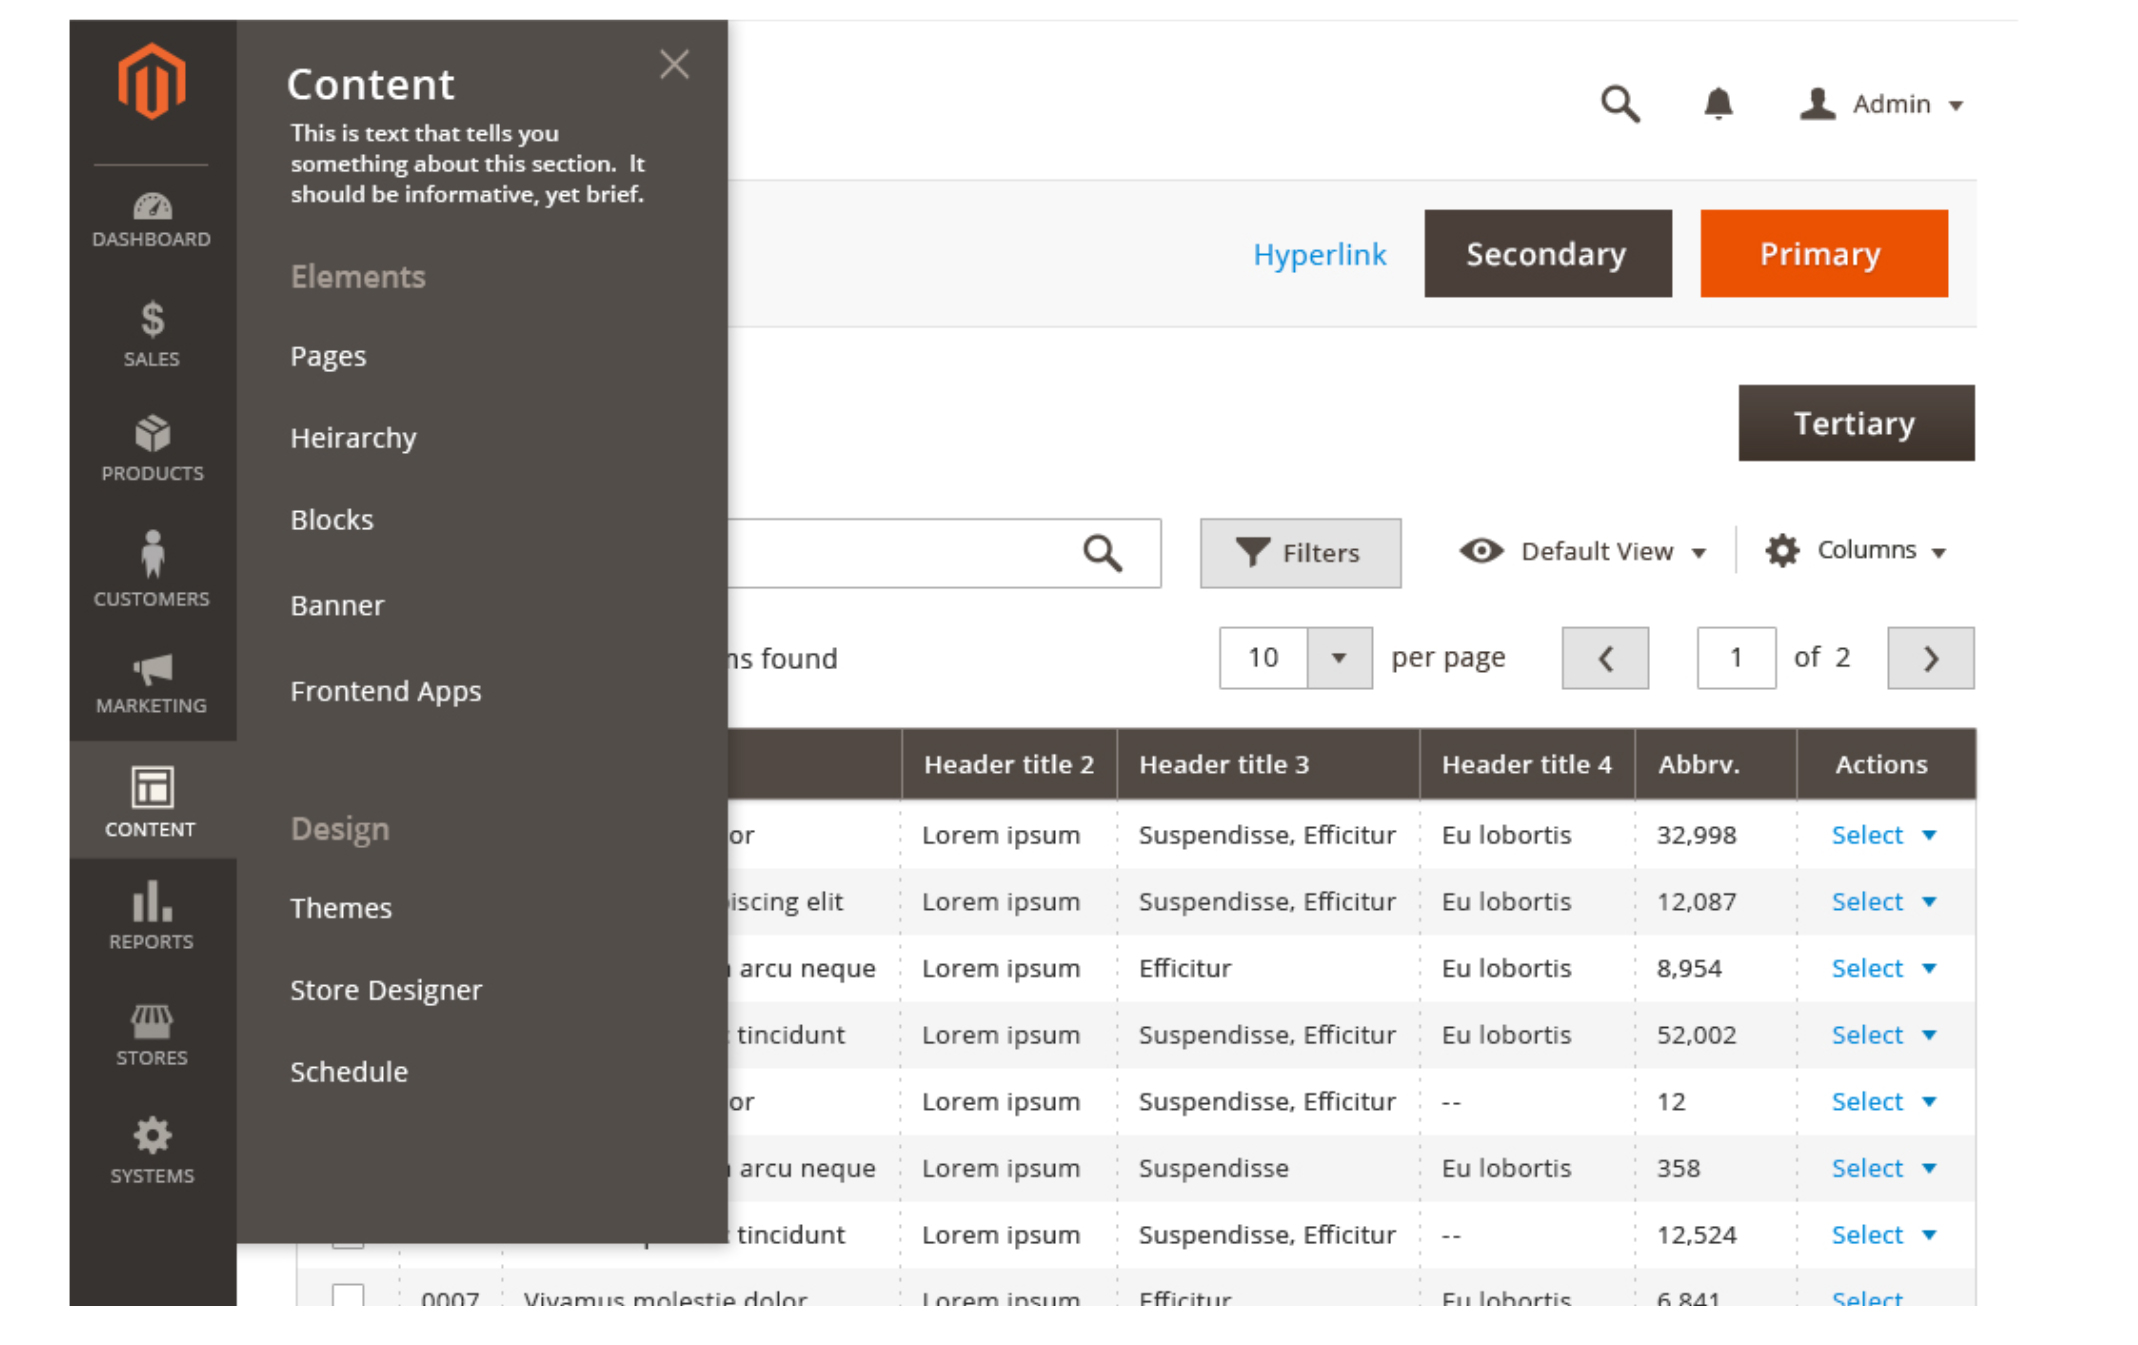 Content
This is text that tells you
something about this section. It
should be informative, yet brief.
Elements
Pages
Heirarchy
Blocks
Banner
Frontend Apps
Design
Themes
Store Designer
Schedule
DASHBOARD
SALES
PRODUCTS
CUSTOMERS
MARKETING
CONTENT
REPORTS
STORES
SYSTEMS
Admin
Hyperlink Secondary Primary
Tertiary
Filters Default View Columns
found 10 per page 1 of 2
Header title 2 Header title 3 Header title 4 Abbrv. Actions
Lorem ipsum Suspendisse, Efficitur Eu lobortis 32,998 Select
elit Lorem ipsum Suspendisse, Efficitur Eu lobortis 12,087 Select
arcu neque Lorem ipsum Efficitur Eu lobortis 8,954 Select
tincidunt Lorem ipsum Suspendisse, Efficitur Eu lobortis 52,002 Select
Lorem ipsum Suspendisse, Efficitur -- 12 Select
arcu neque Lorem ipsum Suspendisse Eu lobortis 358 Select
tincidunt Lorem ipsum Suspendisse, Efficitur -- 12,524 Select
0007 Vivamus molestie dolor Lorem ipsum Efficitur Eu lobortis 6,841 Select